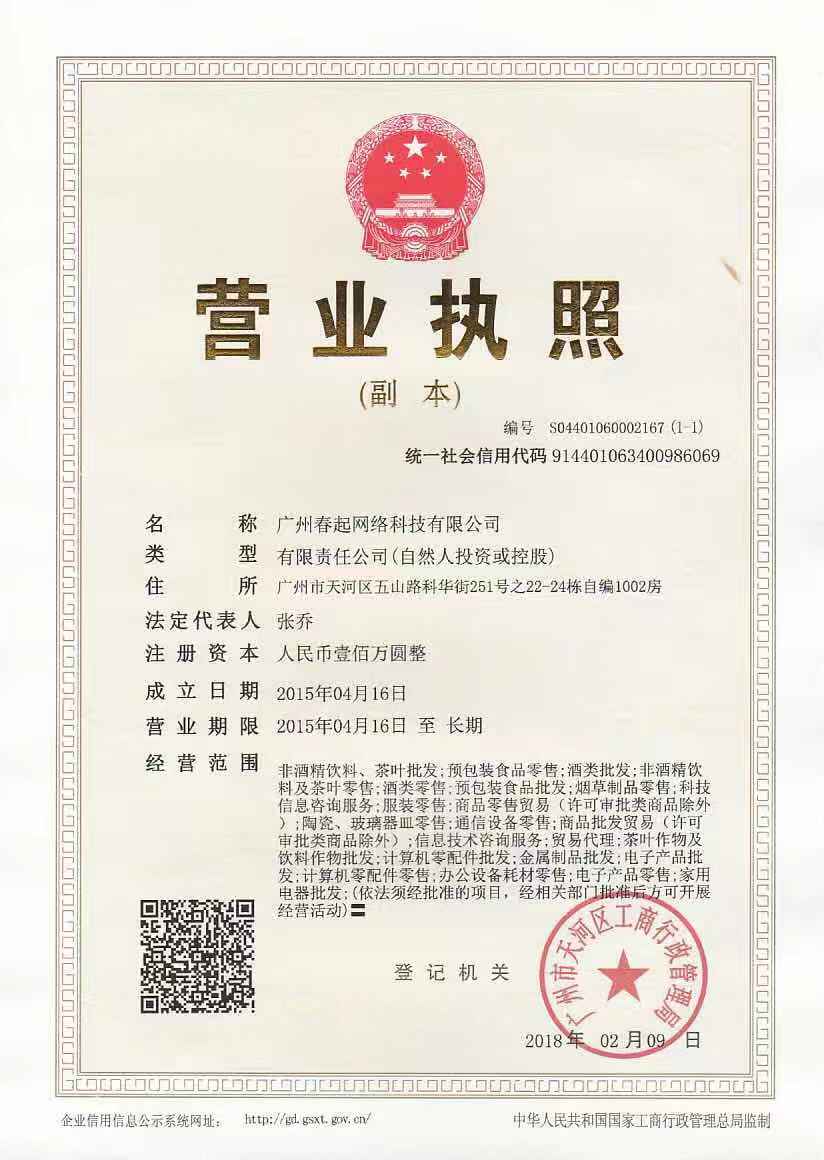 营业执照
(副 本)
编号 S04401060002167 (1-1)
统一社会信用代码 914401063400986069
名称 广州春起网络科技有限公司
类型 有限责任公司(自然人投资或控股)
住所 广州市天河区五山路科华街251号之22-24栋自编1002房
法定代表人 张乔
注册资本 人民币壹佰万圆整
成立日期 2015年04月16日
营业期限 2015年04月16日 至 长期
经营范围 非酒精饮料、茶叶批发;预包装食品零售;酒类批发;非酒精饮
料及茶叶零售;酒类零售;预包装食品批发;烟草制品零售;科技
信息咨询服务;服装零售;商品零售贸易（许可审批类商品除外
）;陶瓷、玻璃器皿零售;通信设备零售;商品批发贸易（许可
审批类商品除外）;信息技术咨询服务;贸易代理;茶叶作物及
饮料作物批发;计算机零配件批发;金属制品批发;电子产品批
发;计算机零配件零售;办公设备耗材零售;电子产品零售;家用
电器批发;(依法须经批准的项目，经相关部门批准后方可开展
经营活动)〓
广州市天河区工商行政管理局
登记机关
2018年 02月09 日
企业信用信息公示系统网址： http://gd.gsxt.gov.cn/
中华人民共和国国家工商行政管理总局监制